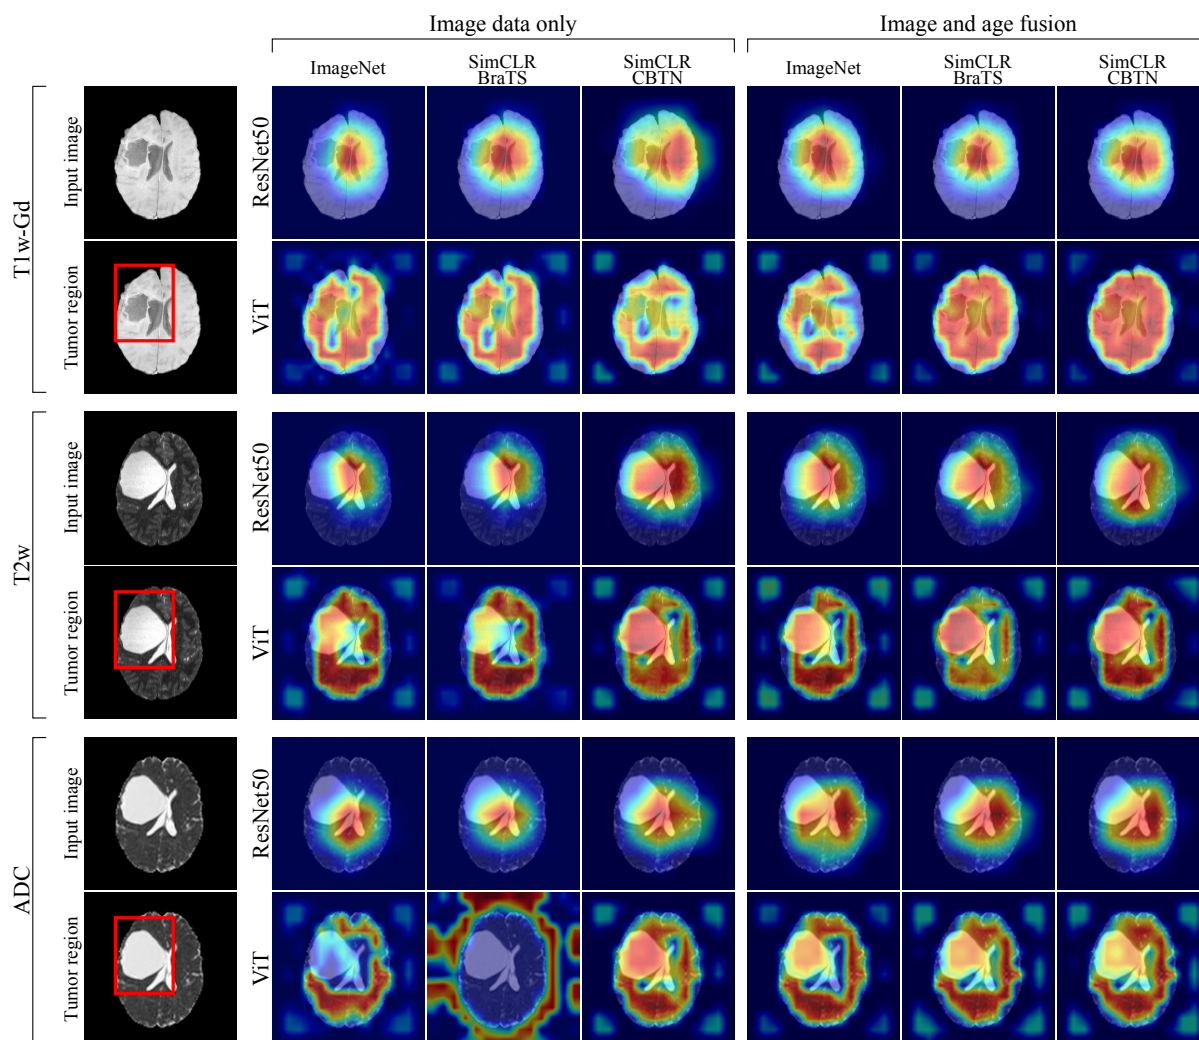 Image data only
Image and age fusion
ImageNet
SimCLR
BraTS
SimCLR
CBTN
ImageNet
SimCLR
BraTS
SimCLR
CBTN
T1w-Gd
Input image
ResNet50
Tumor region
ViT
T2w
Input image
ResNet50
Tumor region
ViT
ADC
Input image
ResNet50
Tumor region
ViT